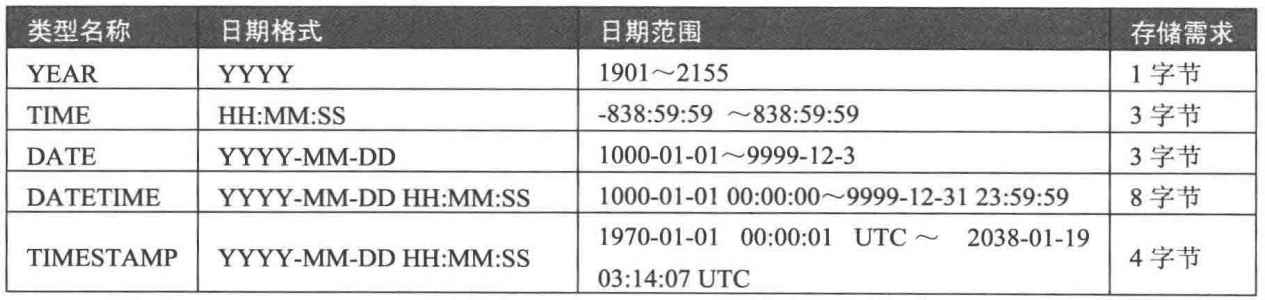 类型名称 日期格式 日期范围 存储需求
YEAR YYYY 1901～2155 1 字节
TIME HH:MM:SS -838:59:59 ～838:59:59 3 字节
DATE YYYY-MM-DD 1000-01-01～9999-12-3 3 字节
DATETIME YYYY-MM-DD HH:MM:SS 1000-01-01 00:00:00～9999-12-31 23:59:59 8 字节
TIMESTAMP YYYY-MM-DD HH:MM:SS 1970-01-01 00:00:01 UTC～ 2038-01-19 4 字节
03:14:07 UTC